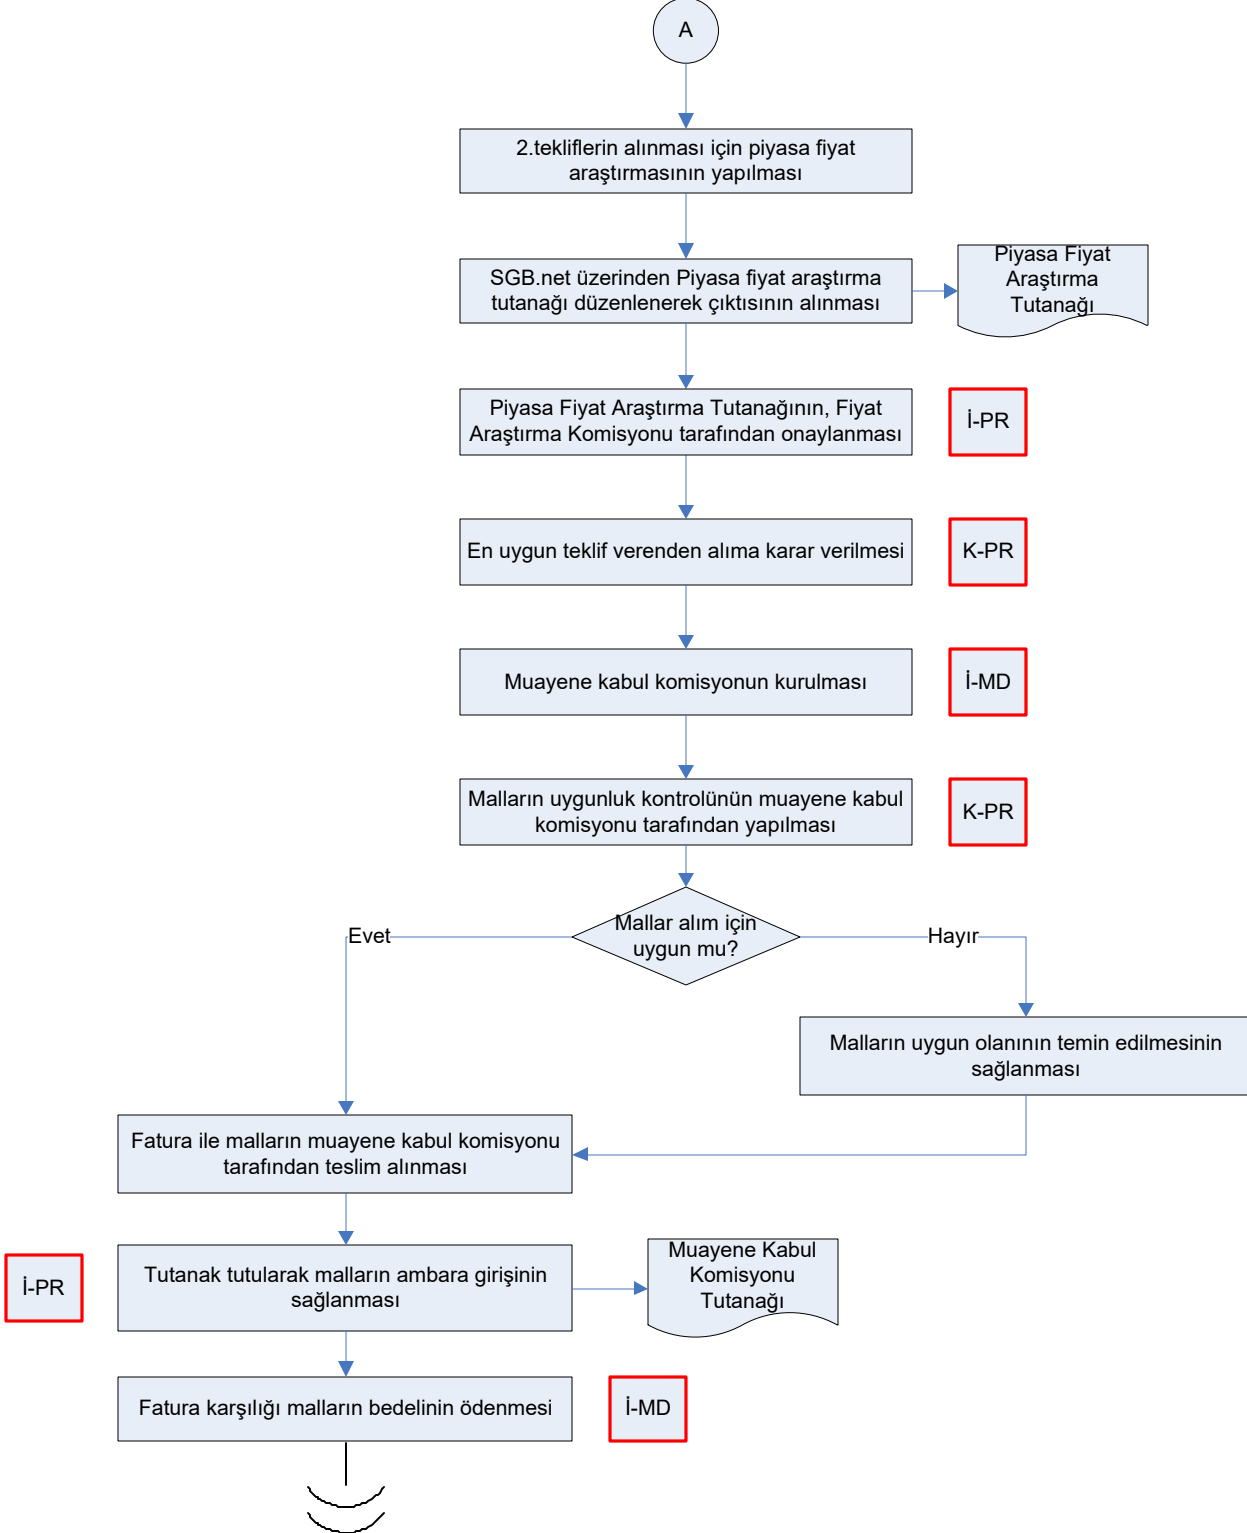 A
2.tekliflerin alınması için piyasa fiyat
araştırmasının yapılması
SGB.net üzerinden Piyasa fiyat araştırma
tutanağı düzenlenerek çıktısının alınması
Piyasa Fiyat
Araştırma
Tutanağı
Piyasa Fiyat Araştırma Tutanağının, Fiyat
Araştırma Komisyonu tarafından onaylanması
İ-PR
En uygun teklif verenden alıma karar verilmesi
K-PR
Muayene kabul komisyonun kurulması
İ-MD
Malların uygunluk kontrolünün muayene kabul
komisyonu tarafından yapılması
K-PR
Mallar alım için
uygun mu?
Evet
Hayır
Malların uygun olanının temin edilmesinin
sağlanması
Fatura ile malların muayene kabul komisyonu
tarafından teslim alınması
İ-PR
Tutanak tutularak malların ambara girişinin
sağlanması
Muayene Kabul
Komisyonu
Tutanağı
Fatura karşılığı malların bedelinin ödenmesi
İ-MD